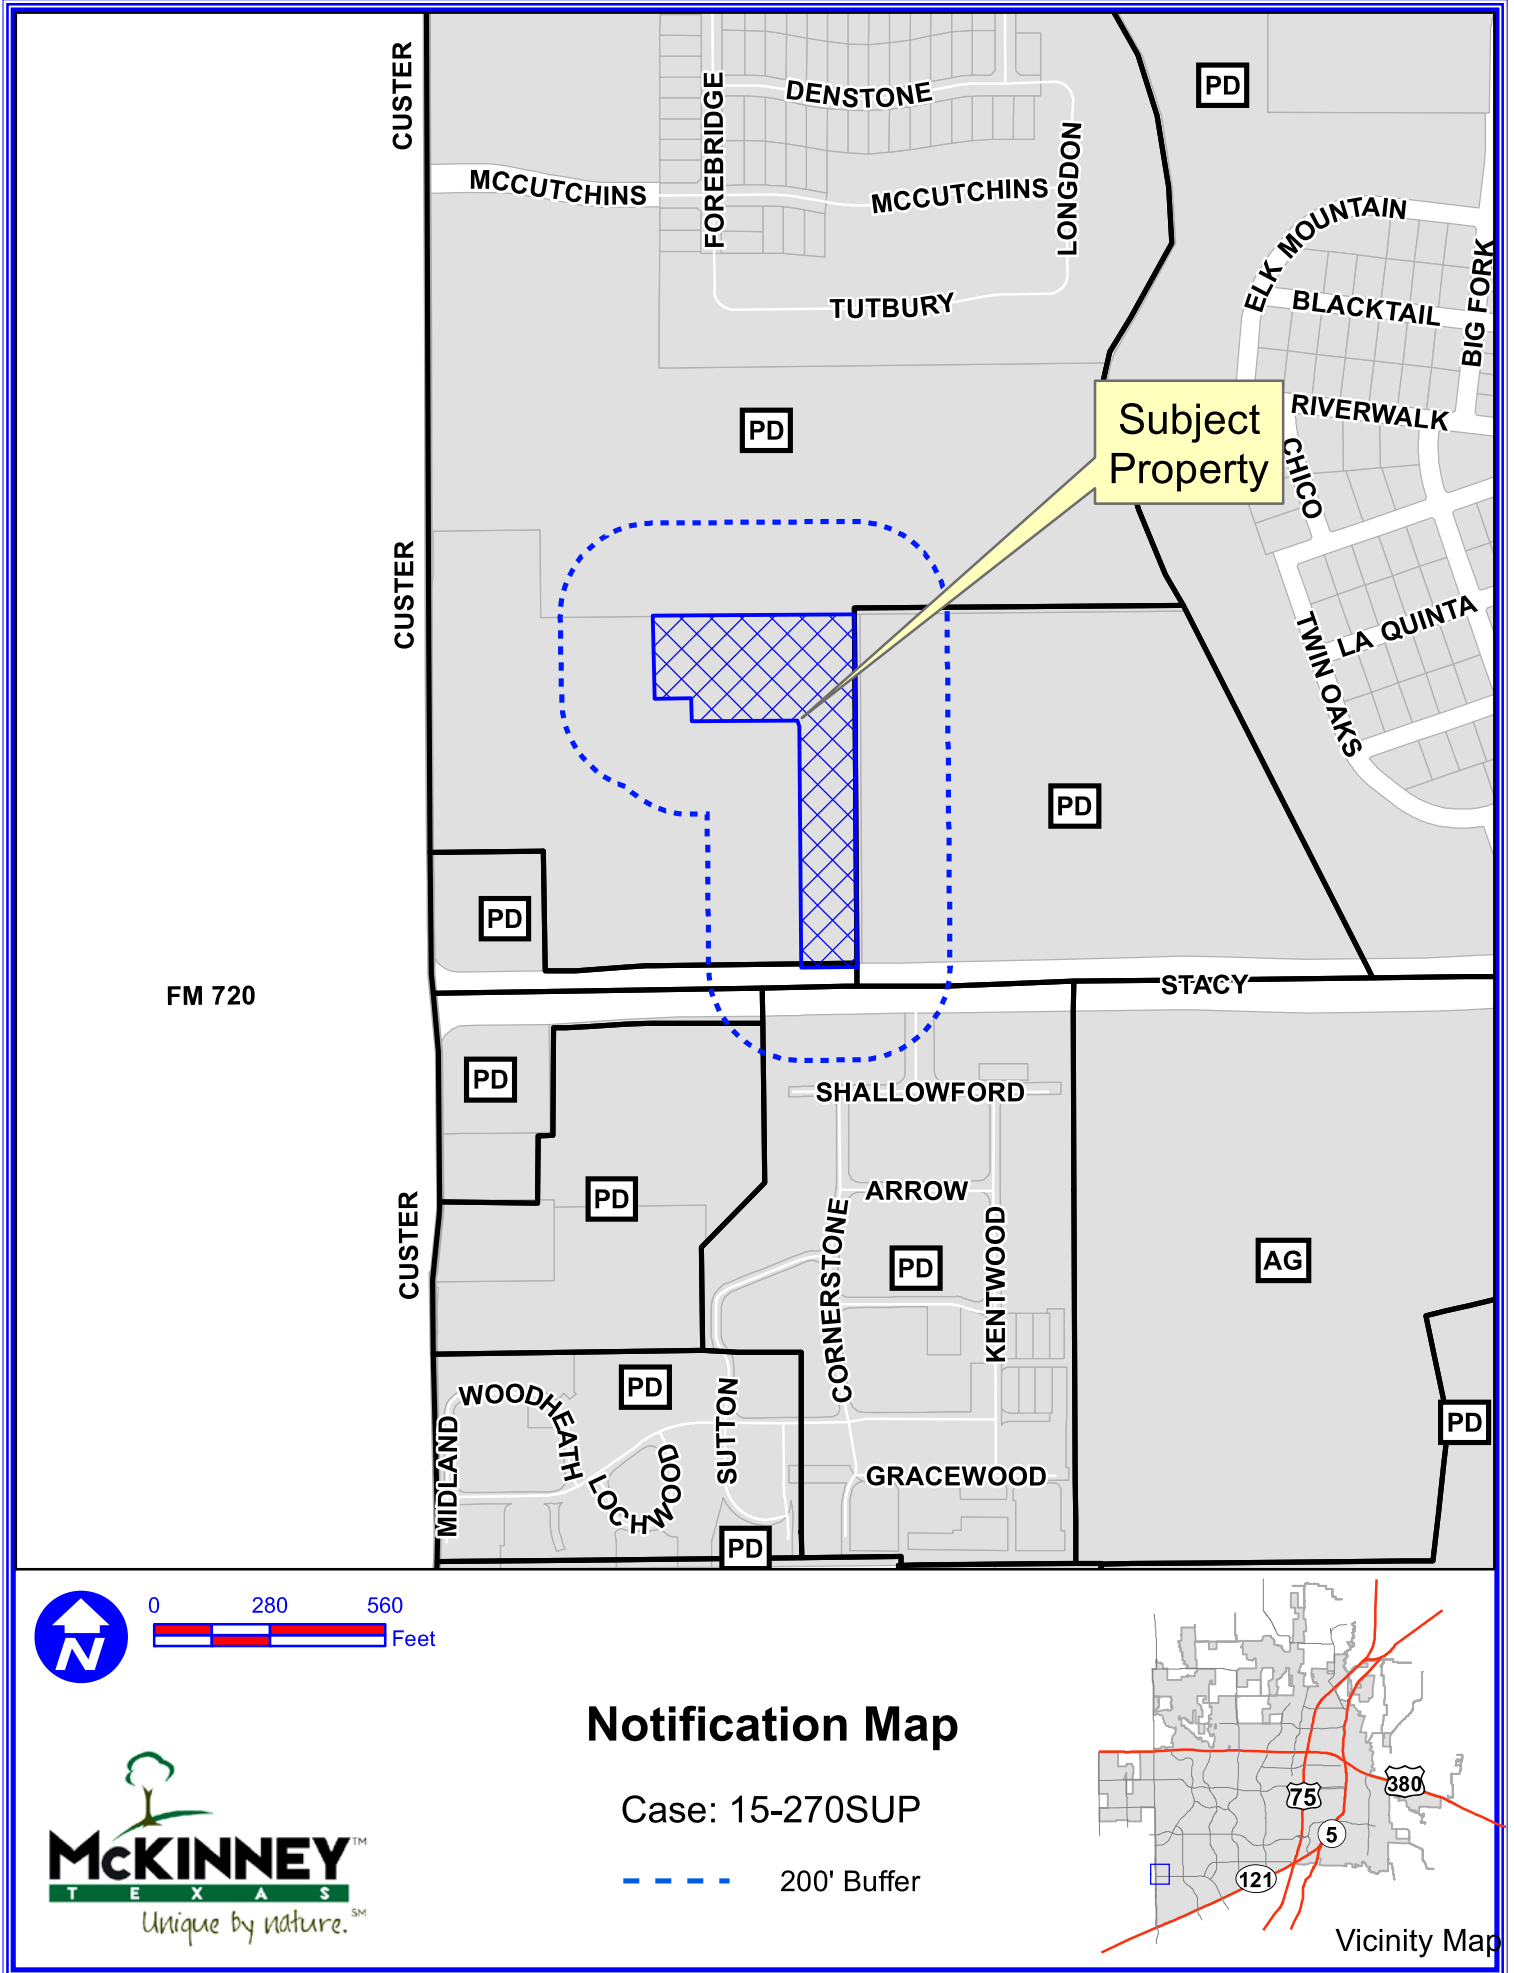 CUSTER
FOREBRIDGE
DENSTONE
LONGDON
PD
MCCUTCHINS
MCCUTCHINS
TUTBURY
ELK MOUNTAIN
BLACKTAIL
BIG FORK
RIVERWALK
CHICO
Subject
Property
PD
CUSTER
TWIN OAKS
LA QUINTA
PD
PD
FM 720
STACY
PD
SHALLOWFORD
ARROW
PD
CUSTER
CORNERSTONE
PD
KENTWOOD
AG
PD
PD
WOODHEATH
MIDLAND
LOCHWOOD
SUTTON
GRACEWOOD
PD
N
0 280 560
Feet
Notification Map
Case: 15-270SUP
200' Buffer
McKINNEY™
TEXAS
Unique by nature.℠
75
380
5
121
Vicinity Map